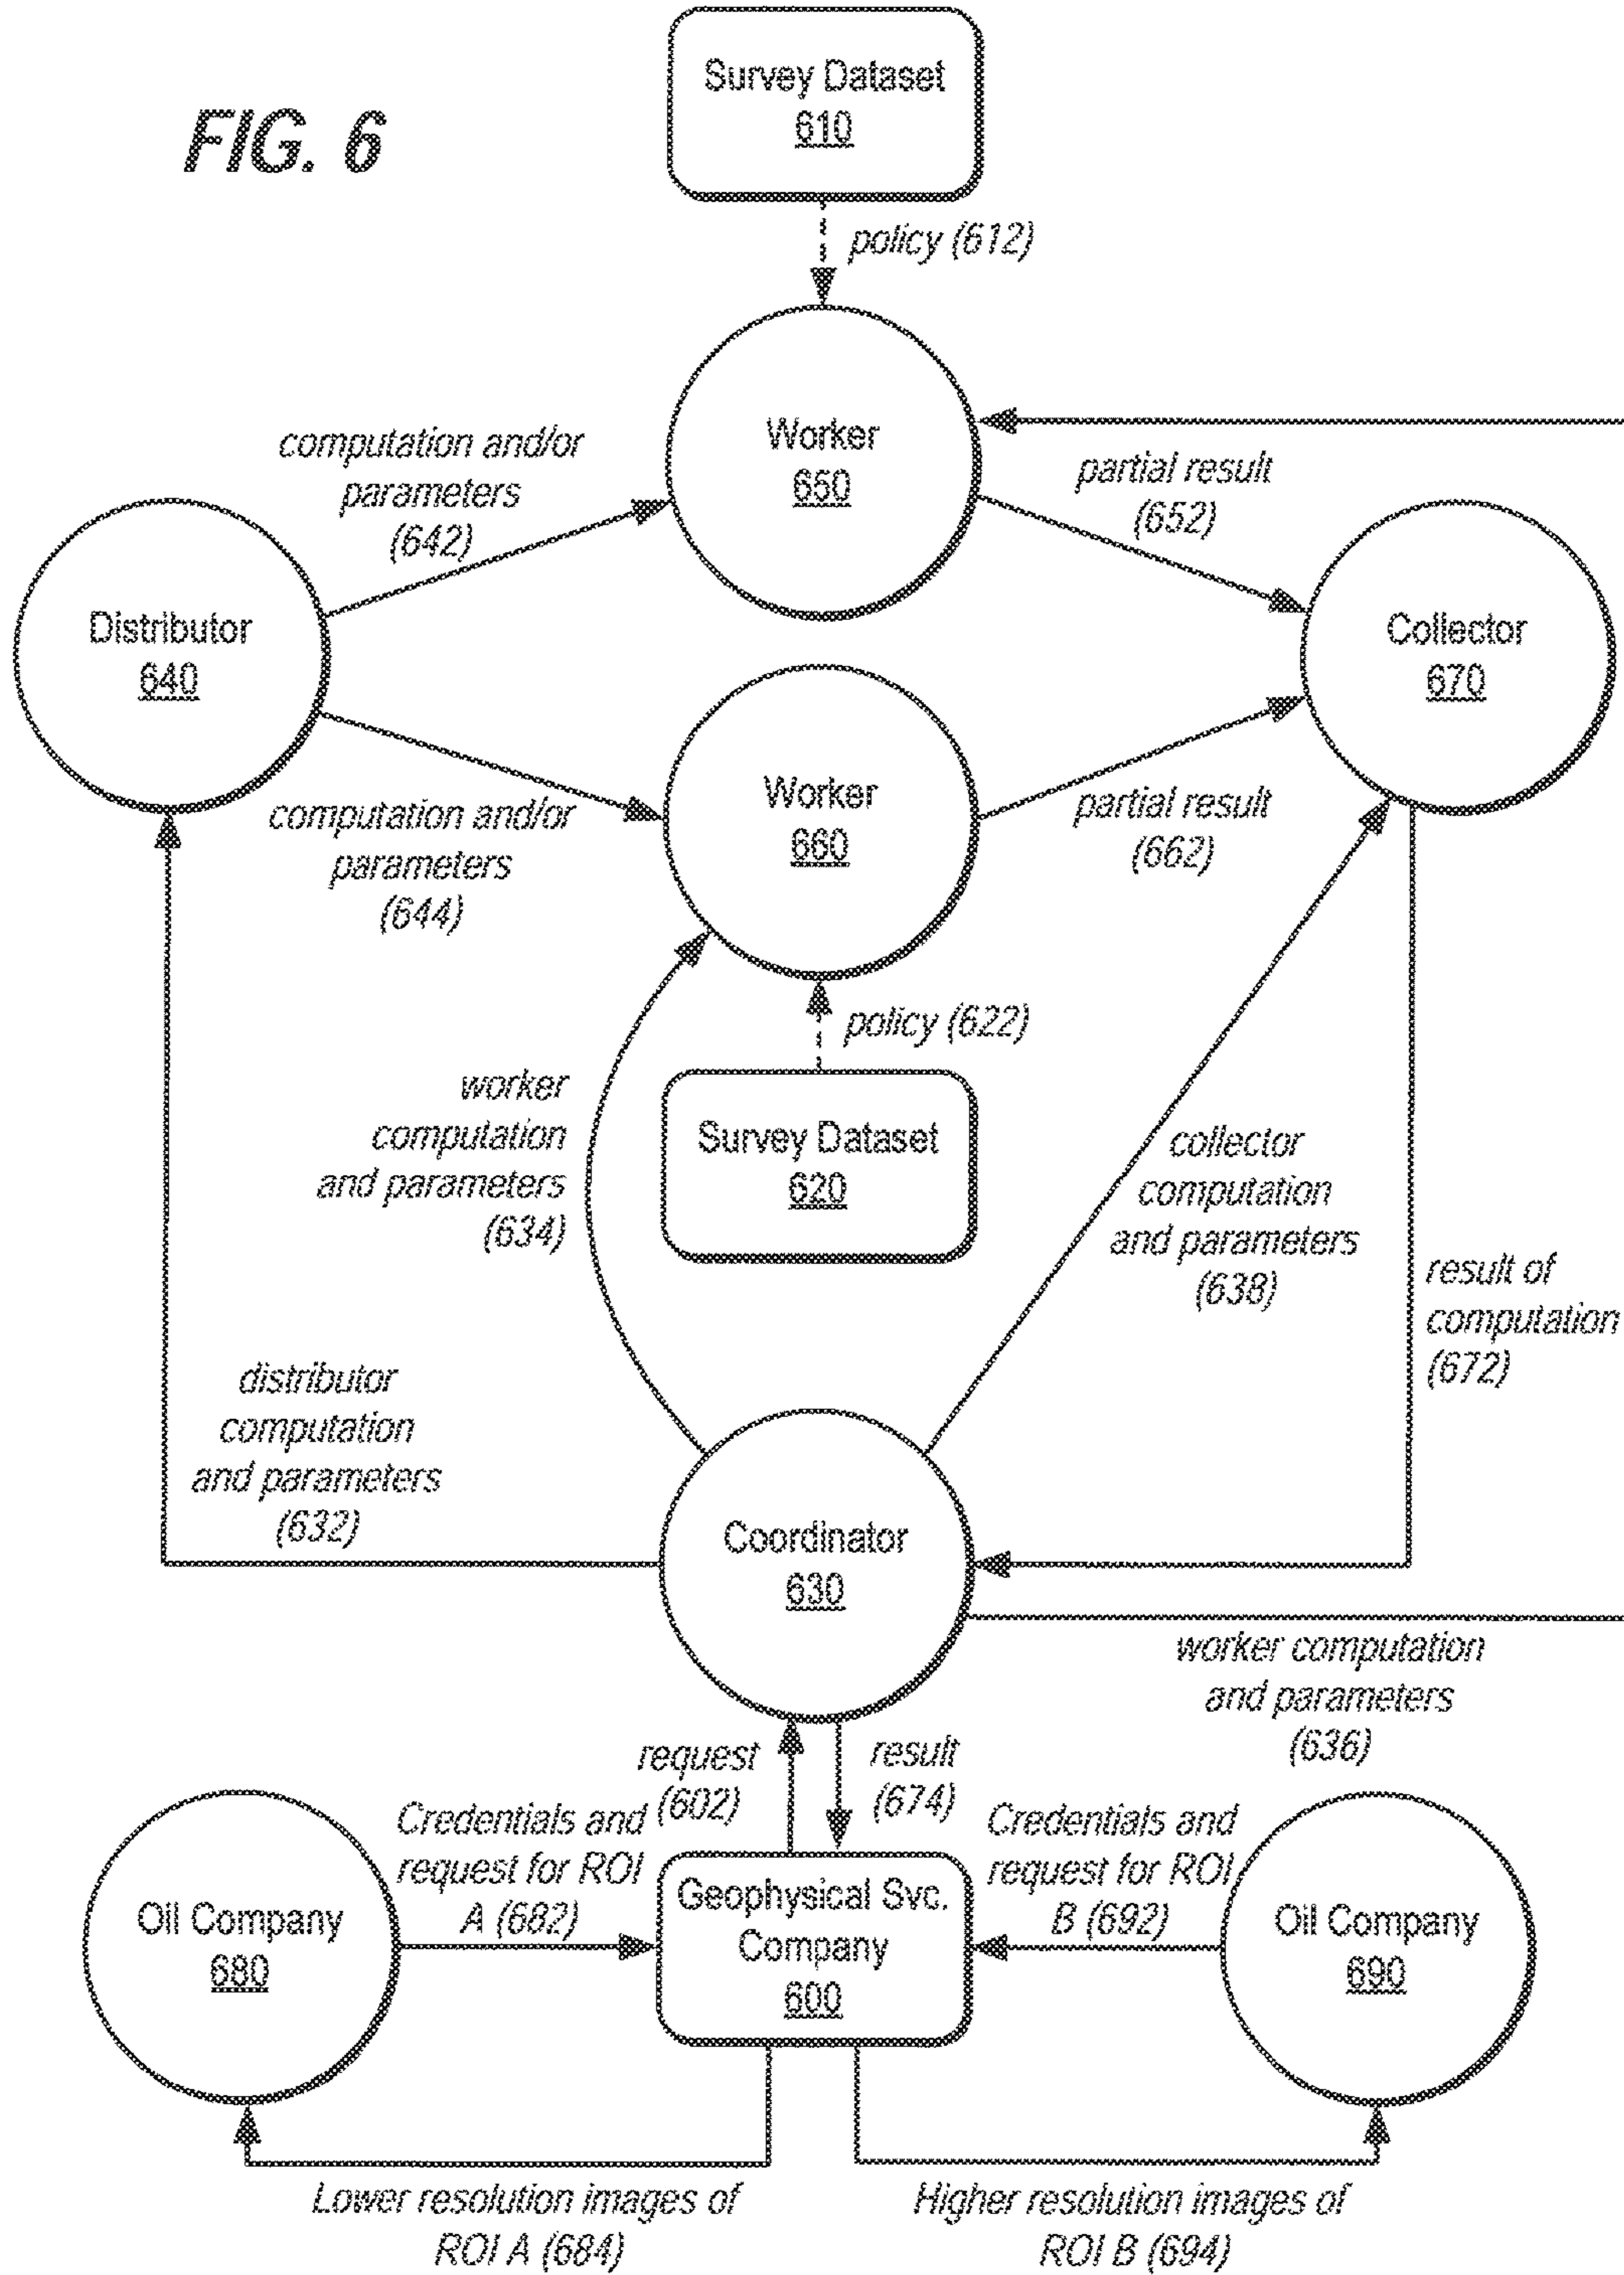 FIG. 6
Survey Dataset
610
policy (612)
Worker
650
computation and/or
parameters
(642)
partial result
(652)
Distributor
640
Collector
670
Worker
660
computation and/or
parameters
(644)
partial result
(662)
policy (622)
worker
computation
and parameters
(634)
Survey Dataset
620
collector
computation
and parameters
(638)
result of
computation
(672)
distributor
computation
and parameters
(632)
Coordinator
630
worker computation
and parameters
(636)
request
(602)
result
(674)
Credentials and
request for ROI
A (682)
Credentials and
request for ROI
B (692)
Oil Company
680
Geophysical Svc.
Company
600
Oil Company
690
Lower resolution images of
ROI A (684)
Higher resolution images of
ROI B (694)